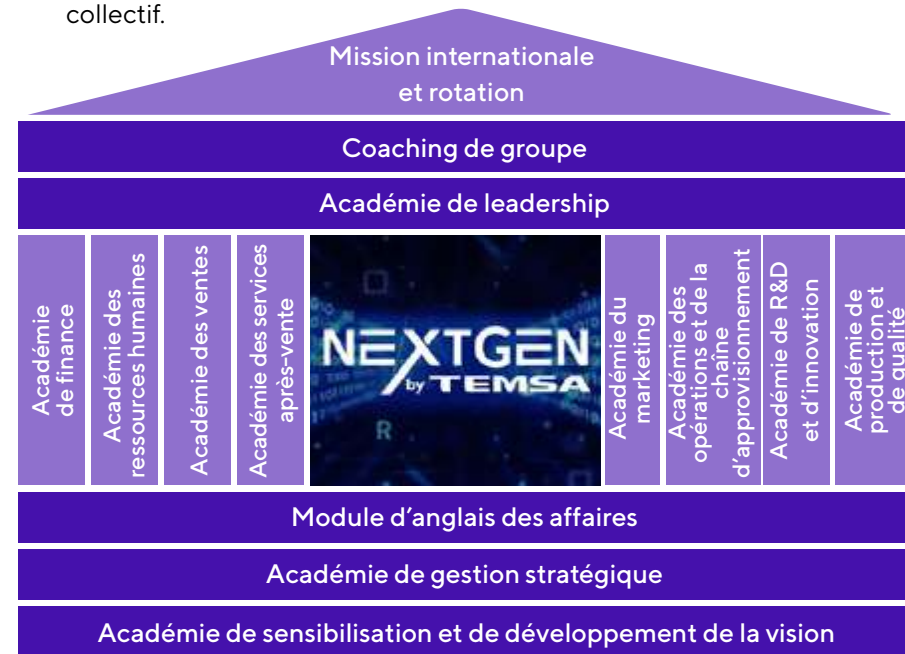 collectif.
Mission internationale
et rotation
Coaching de groupe
Académie de leadership
Académie
de finance
Académie des
ressources humaines
Académie des ventes
Académie des services
après-vente
NEXTGEN
by TEMSA
R
Académie du
marketing
Académie des
opérations et de la
chaîne
d’approvisionnement
Académie de R&D
et d’innovation
Académie de
production et
de qualité
Module d’anglais des affaires
Académie de gestion stratégique
Académie de sensibilisation et de développement de la vision